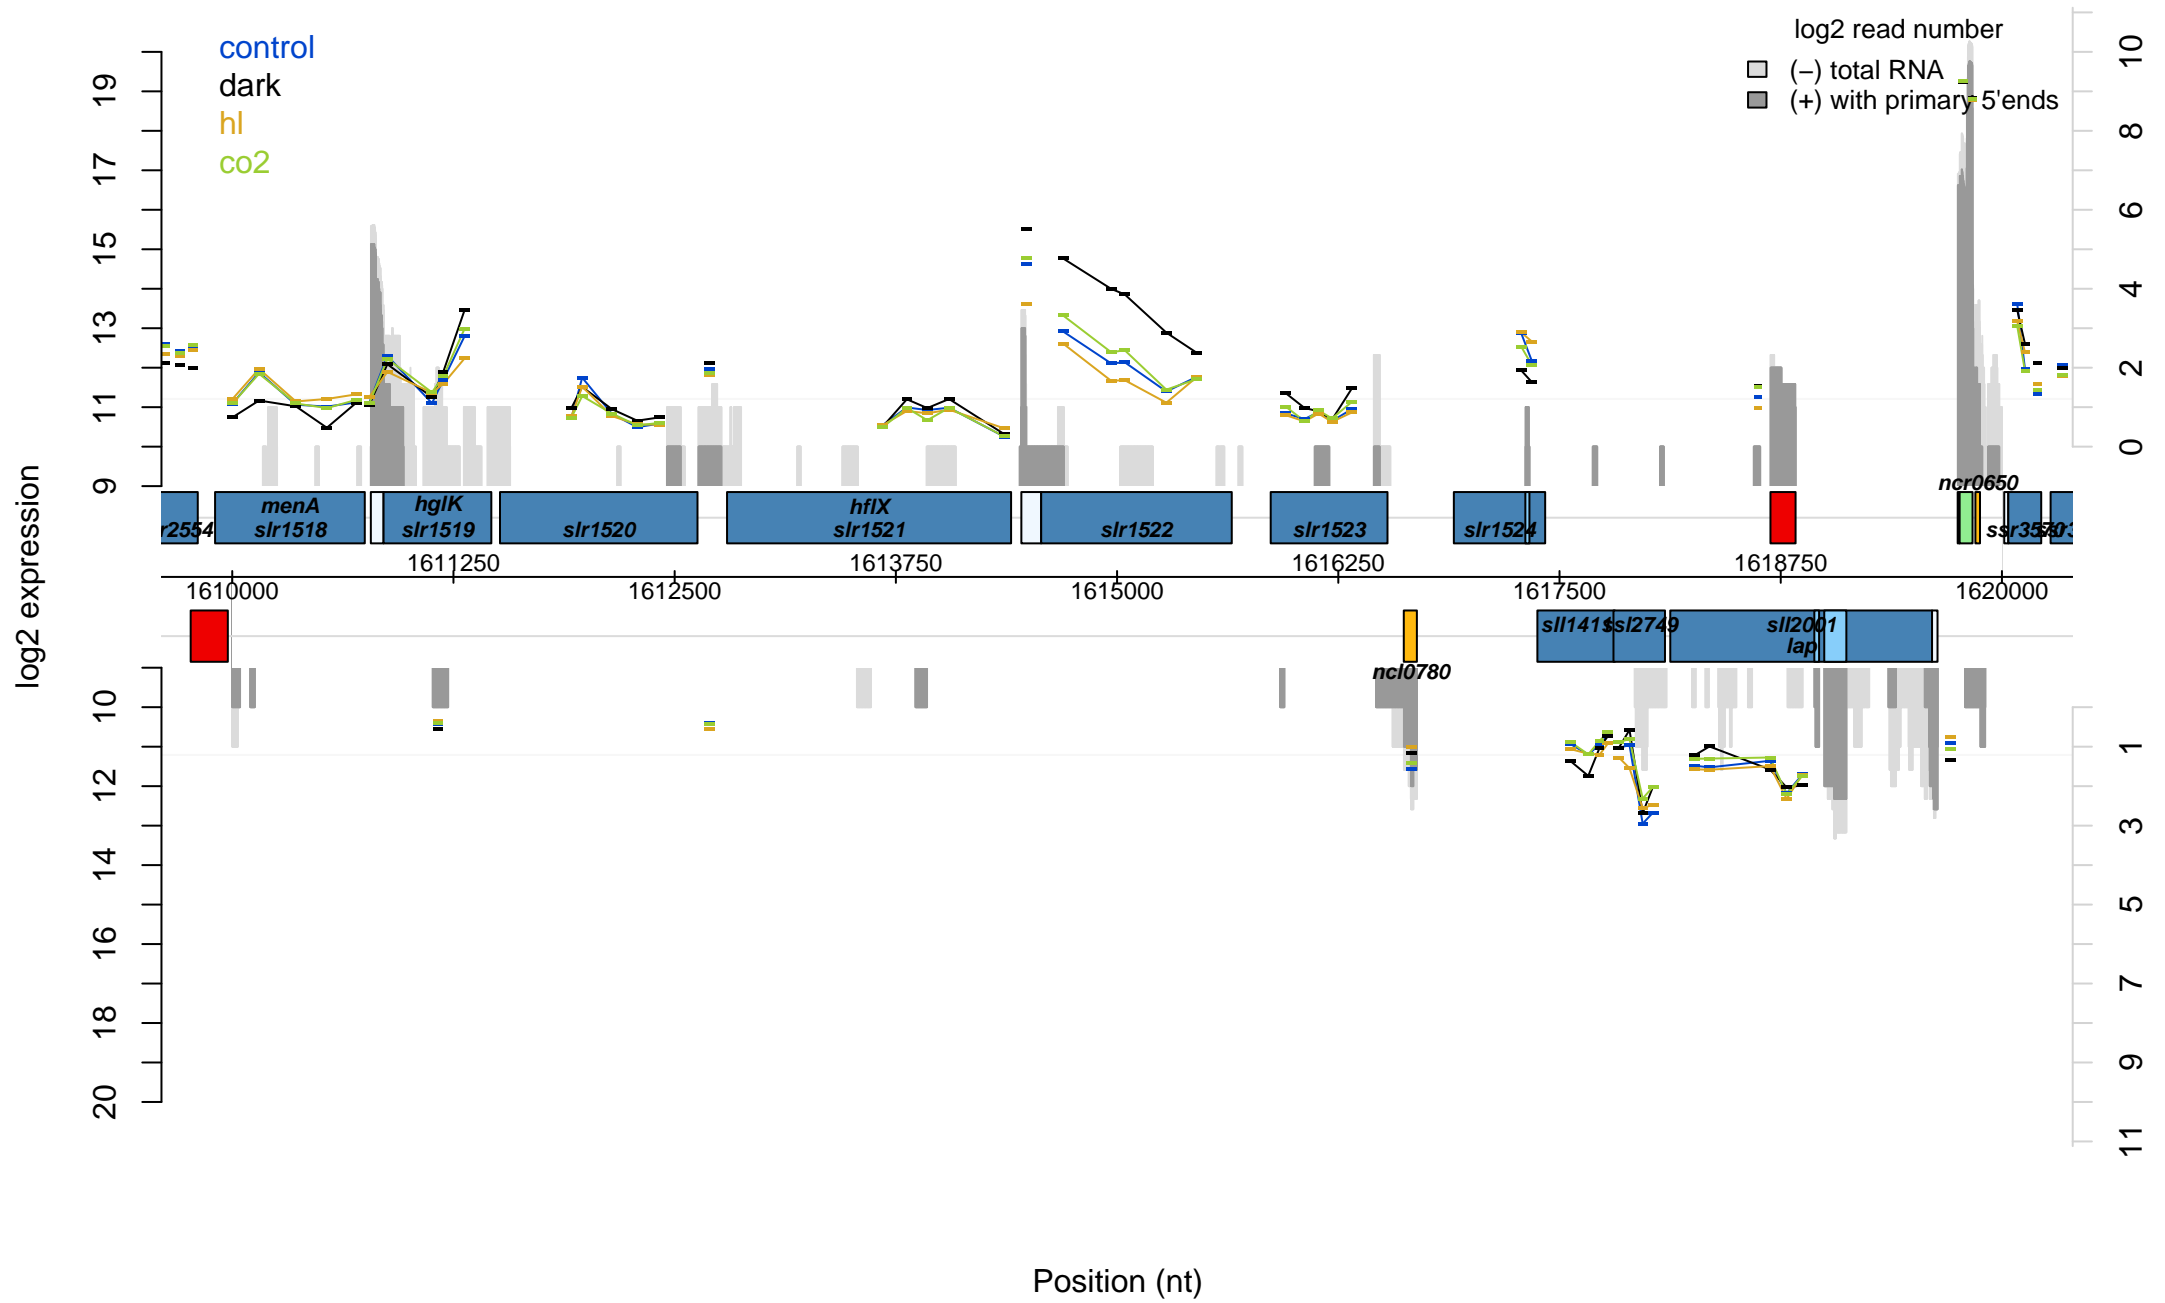 control
dark
hl
co2
log2 read number
(−) total RNA
(+) with primary 5'ends
19
17
15
13
11
9
10
8
6
4
2
0
log2 expression
ncr0650
menA
hglK
hflX
slr1518
slr1519
slr1520
slr1521
slr1522
slr1523
slr1524
1611250
1613750
1616250
1618750
1610000
1612500
1615000
1617500
1620000
ssl2749
sll2001
lap
ncl0780
10
12
14
16
18
20
1
3
5
7
9
11
Position (nt)